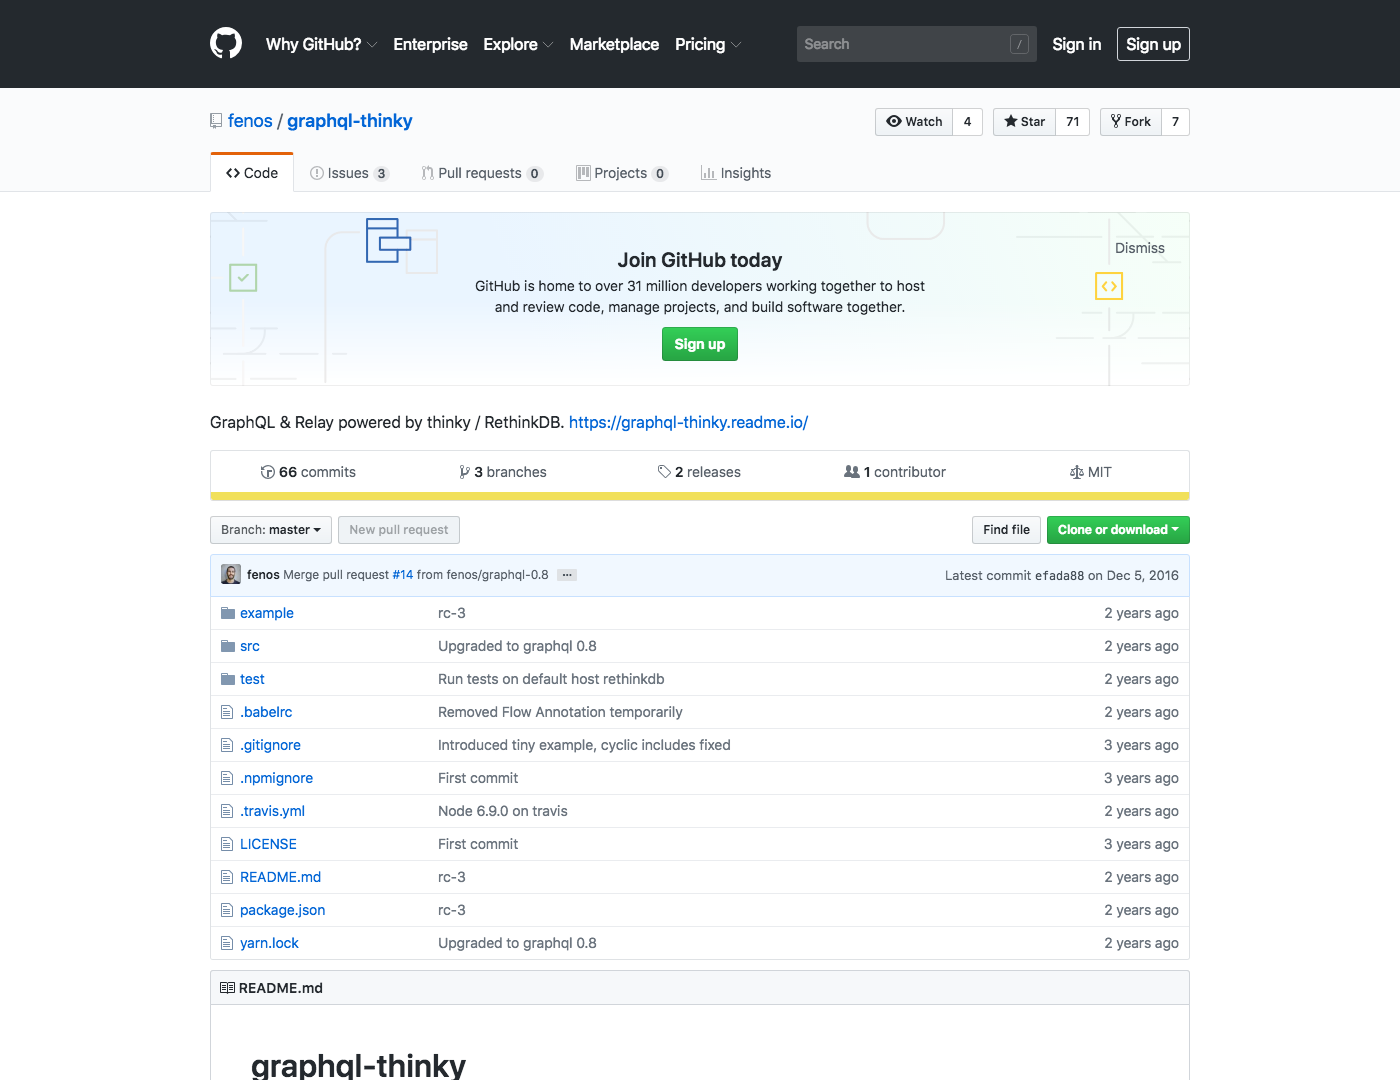 Why GitHub? Enterprise Explore Marketplace Pricing Search / Sign in Sign up
fenos / graphql-thinky Watch 4 Star 71 Fork 7
Code Issues 3 Pull requests 0 Projects 0 Insights
Dismiss
Join GitHub today
GitHub is home to over 31 million developers working together to host
and review code, manage projects, and build software together.
Sign up
GraphQL & Relay powered by thinky / RethinkDB. https://graphql-thinky.readme.io/
66 commits 3 branches 2 releases 1 contributor MIT
Branch: master New pull request Find file Clone or download
fenos Merge pull request #14 from fenos/graphql-0.8 … Latest commit efada88 on Dec 5, 2016
example rc-3 2 years ago
src Upgraded to graphql 0.8 2 years ago
test Run tests on default host rethinkdb 2 years ago
.babelrc Removed Flow Annotation temporarily 2 years ago
.gitignore Introduced tiny example, cyclic includes fixed 3 years ago
.npmignore First commit 3 years ago
.travis.yml Node 6.9.0 on travis 2 years ago
LICENSE First commit 3 years ago
README.md rc-3 2 years ago
package.json rc-3 2 years ago
yarn.lock Upgraded to graphql 0.8 2 years ago
README.md
graphql-thinky